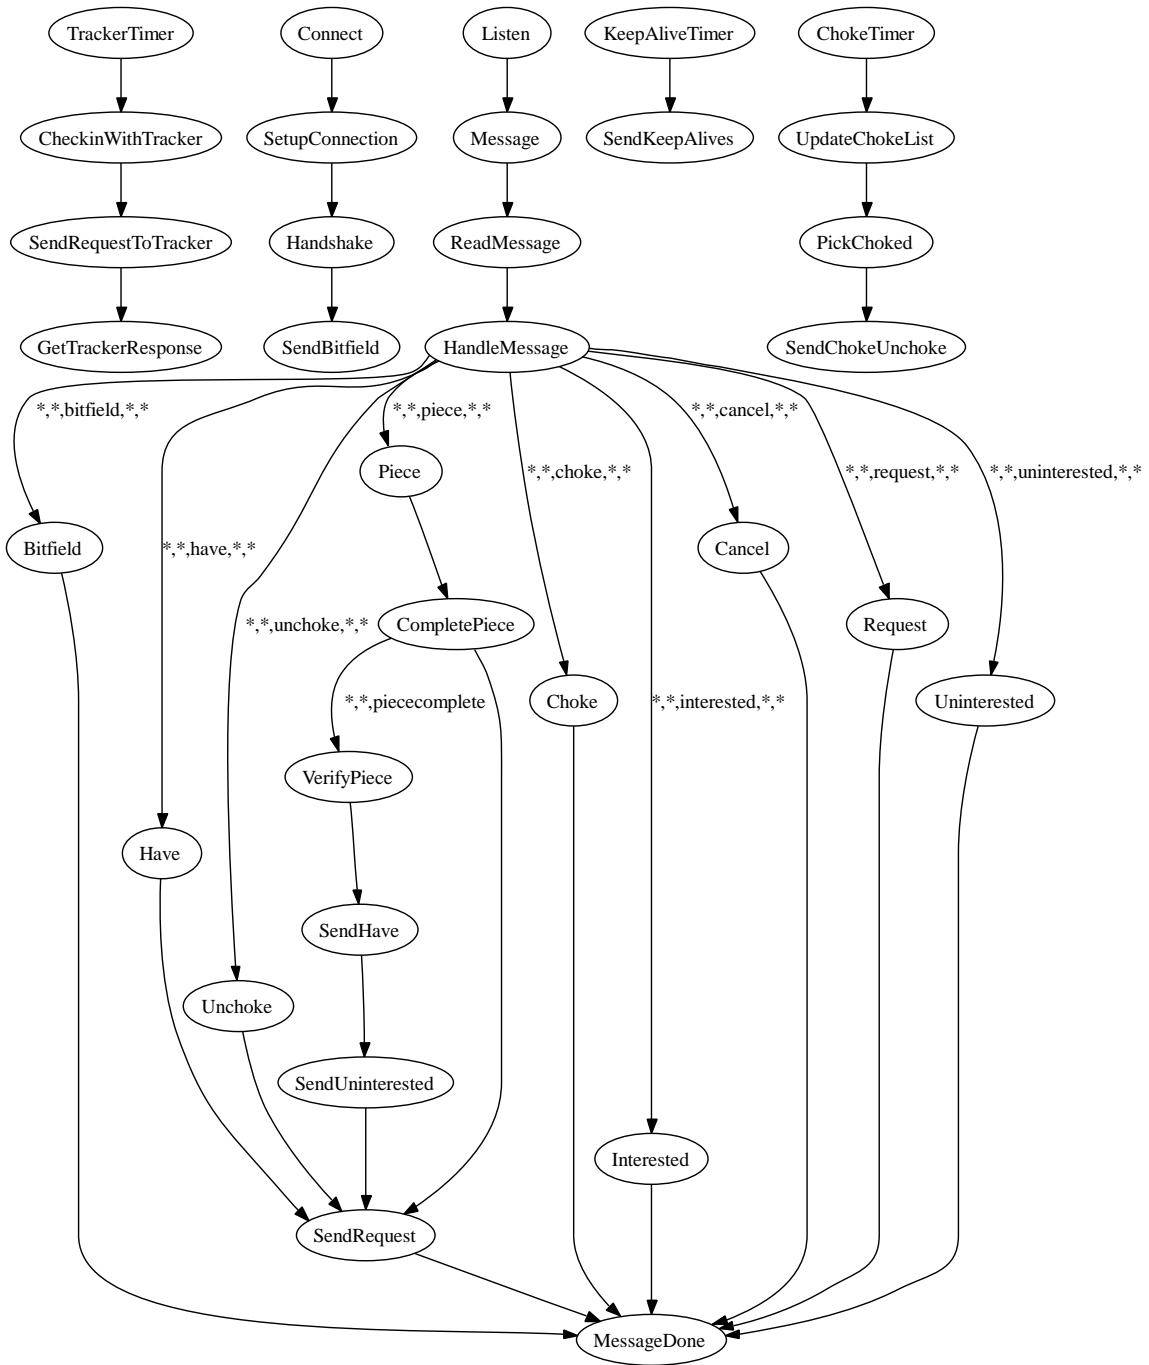 TrackerTimer
Connect
Listen
KeepAliveTimer
ChokeTimer
CheckinWithTracker
SetupConnection
Message
SendKeepAlives
UpdateChokeList
SendRequestToTracker
Handshake
ReadMessage
PickChoked
GetTrackerResponse
SendBitfield
HandleMessage
SendChokeUnchoke
*,*,bitfield,*,*
*,*,piece,*,*
*,*,cancel,*,*
Piece
*,*,choke,*,*
*,*,request,*,*
*,*,uninterested,*,*
Bitfield
*,*,have,*,*
Cancel
*,*,unchoke,*,*
CompletePiece
Request
*,*,piececomplete
Choke
*,*,interested,*,*
Uninterested
VerifyPiece
Have
SendHave
Unchoke
SendUninterested
Interested
SendRequest
MessageDone